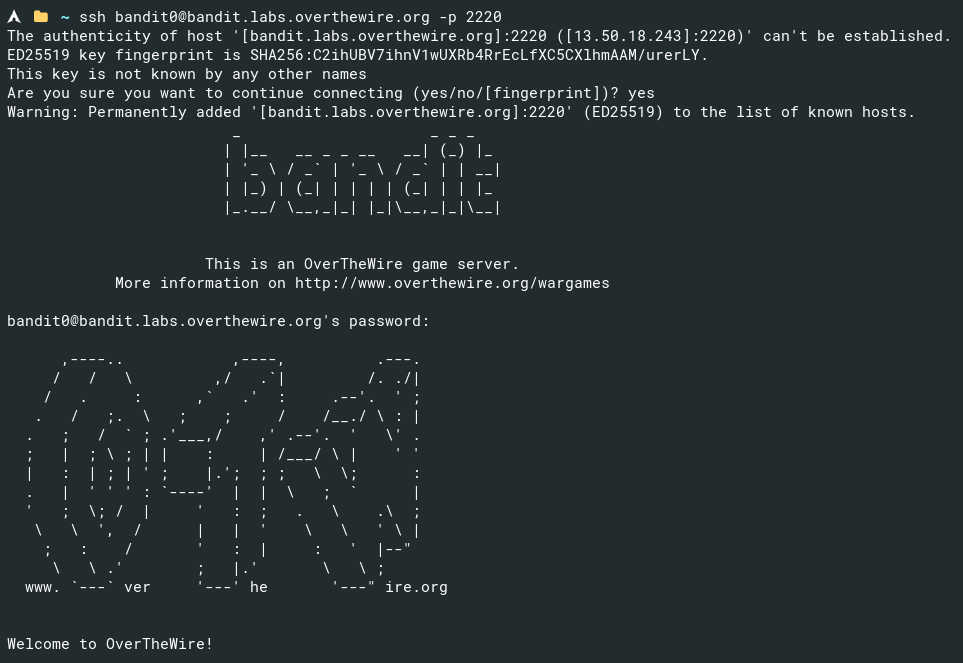 ~ ssh bandit0@bandit.labs.overthewire.org -p 2220
The authenticity of host '[bandit.labs.overthewire.org]:2220 ([13.50.18.243]:2220)' can't be established.
ED25519 key fingerprint is SHA256:C2ihUBV7ihnV1wUXRb4RrEcLfXC5CXlhmAAM/urerLY.
This key is not known by any other names
Are you sure you want to continue connecting (yes/no/[fingerprint])? yes
Warning: Permanently added '[bandit.labs.overthewire.org]:2220' (ED25519) to the list of known hosts.
bandit
This is an OverTheWire game server.
More information on http://www.overthewire.org/wargames
bandit0@bandit.labs.overthewire.org's password:
www. `---` ver '---' he '---" ire.org
Welcome to OverTheWire!